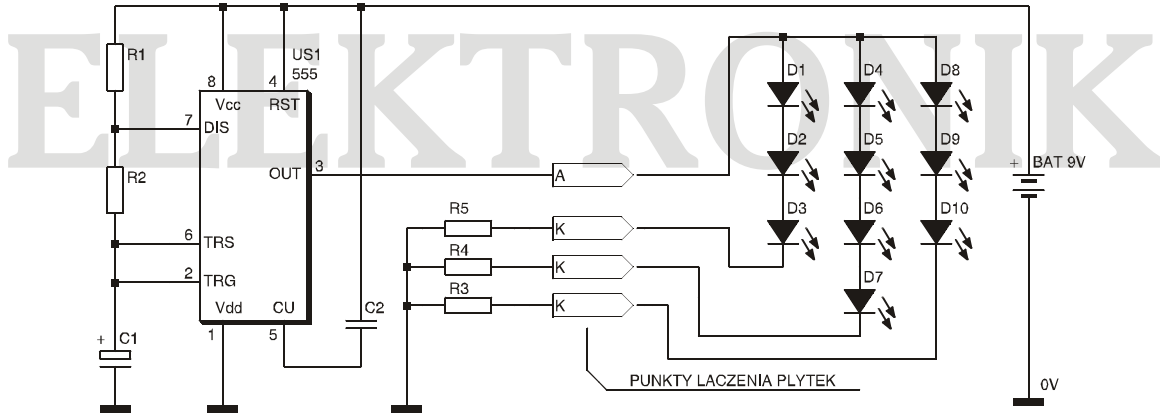 ELEKTRONIK
R1
US1
555
8
4
Vcc
RST
7
DIS
D1
D4
D8
R2
OUT
3
A
D2
D5
D9
+
BAT 9V
6
TRS
R5
K
D3
D6
D10
2
TRG
R4
K
Vdd
CU
C2
R3
K
D7
1
5
+
C1
PUNKTY LACZENIA PLYTEK
0V